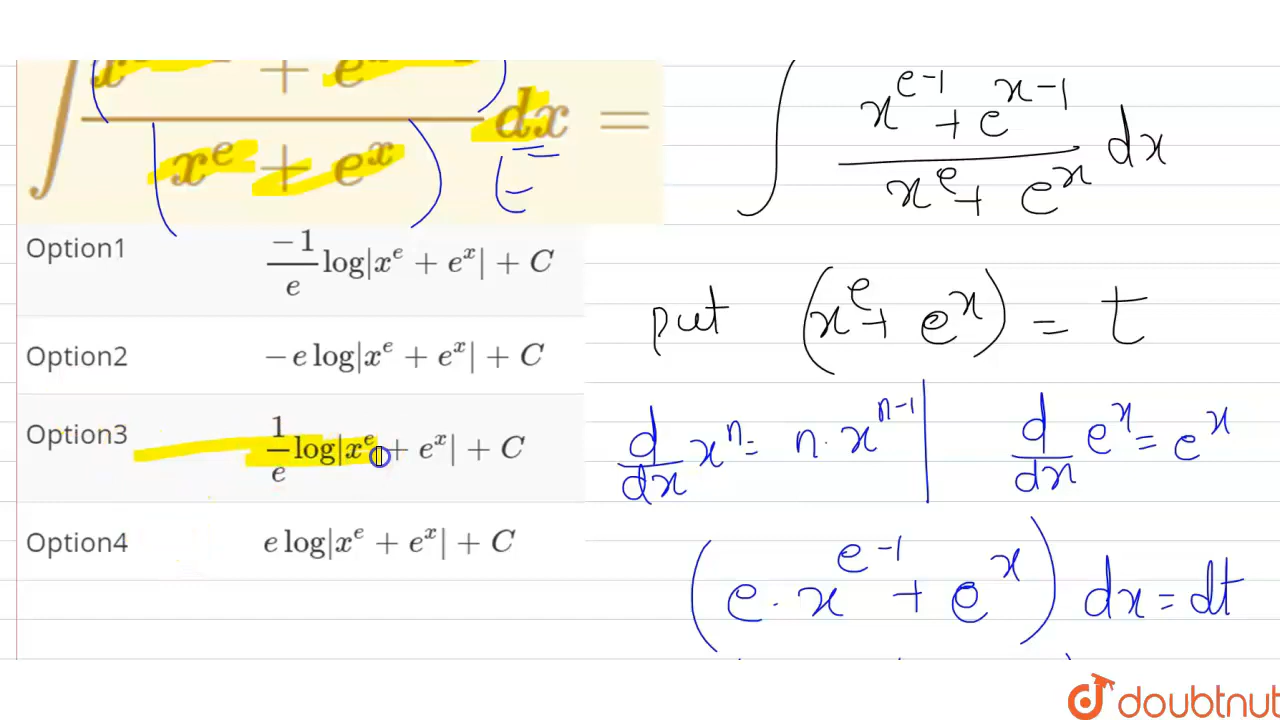 ∫ x + e / x^e + e^x dx =
t
∫ x^{e-1} + e^{x-1} / x^e + e^x dx
Option1 -1/e log|x^e + e^x| + C
put (x^e + e^x) = t
Option2 -e log|x^e + e^x| + C
Option3 1/e log|x^e + e^x| + C
d/dx x^n = n.x^{n-1} | d/dx e^x = e^x
Option4 e log|x^e + e^x| + C
(e.x^{e-1} + e^x) dx = dt
doubtnut